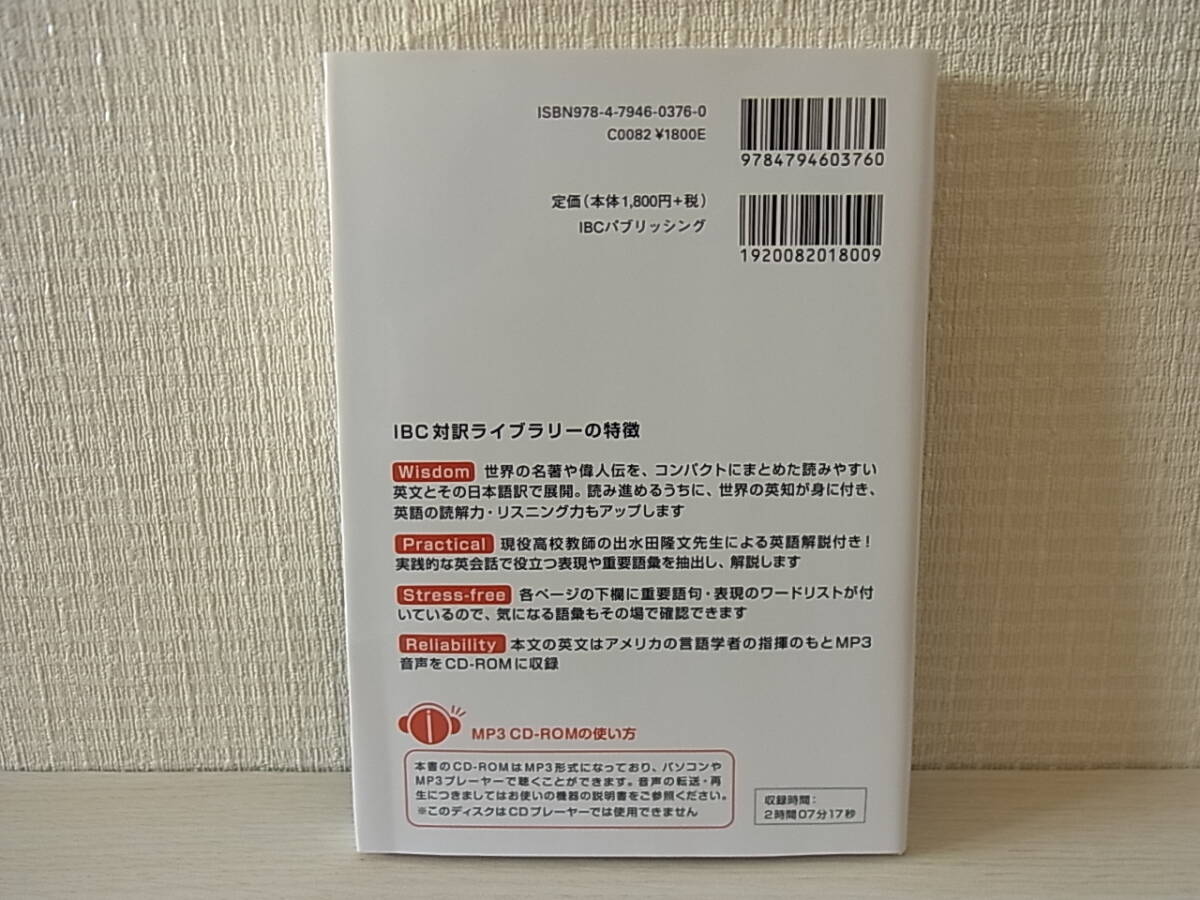 ISBN978-4-7946-0376-0
C0082 ¥1800E
9784794603760
定価(本体1,800円+税)
IBCパブリッシング
1920082018009
IBC対訳ライブラリーの特徴
Wisdom 世界の名著や偉人伝を、コンパクトにまとめた読みやすい
英文とその日本語訳で展開。読み進めるうちに、世界の英知が身に付き、
英語の読解力・リスニング力もアップします
Practical 現役高校教師の出水田隆文先生による英語解説付き!
実践的な英会話で役立つ表現や重要語彙を抽出し、解説します
Stress-free 各ページの下欄に重要語句・表現のワードリストが付
いているので、気になる語彙もその場で確認できます
Reliability 本文の英文はアメリカの言語学者の指揮のもとMP3
音声をCD-ROMに収録
i
MP3 CD-ROMの使い方
本書のCD-ROMはMP3形式になっており、パソコンや
MP3プレーヤーで聴くことができます。音声の転送・再
生につきましてはお使いの機器の説明書をご参照ください。
※このディスクはCDプレーヤーでは使用できません
収録時間:
2時間07分17秒